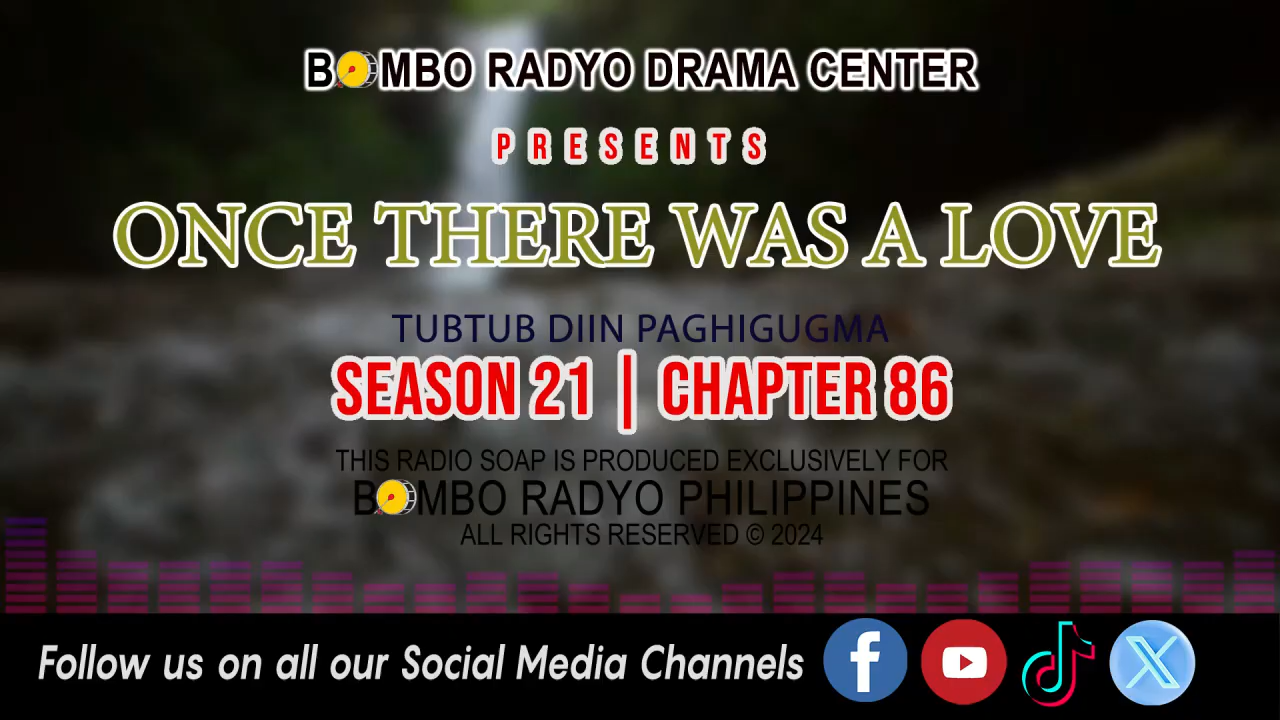 BOMBO RADYO DRAMA CENTER
PRESENTS
ONCE THERE WAS A LOVE
TUBTUB DIIN PAGHIGUGMA
SEASON 21 | CHAPTER 86
THIS RADIO SOAP IS PRODUCED EXCLUSIVELY FOR
BOMBO RADYO PHILIPPINES
ALL RIGHTS RESERVED © 2024
Follow us on all our Social Media Channels